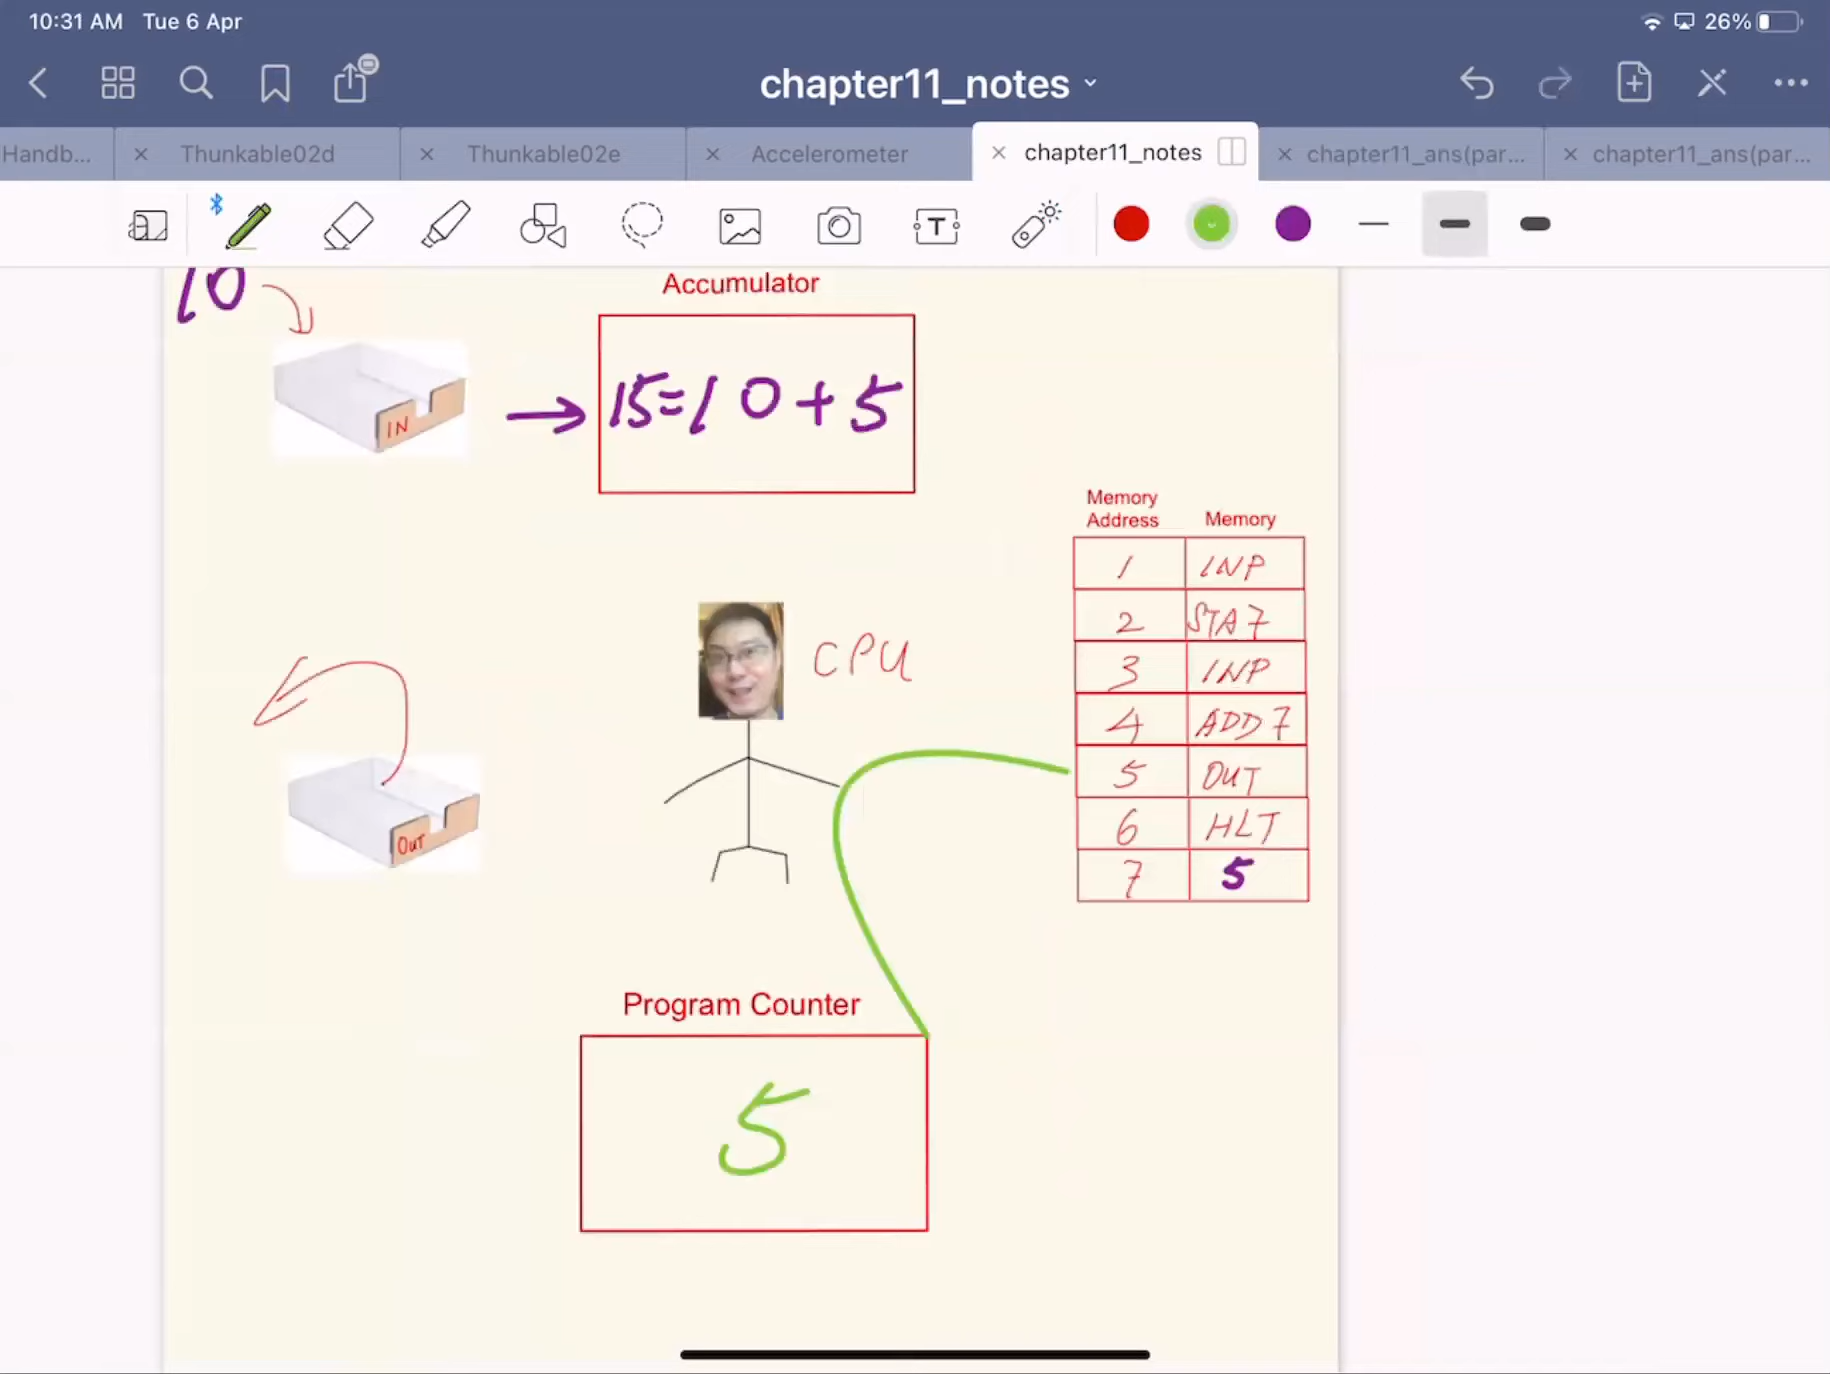 10:31 AM Tue 6 Apr
26%
chapter11_notes
Handb...
Thunkable02d
Thunkable02e
Accelerometer
chapter11_notes
chapter11_ans(par...
chapter11_ans(par...
T
10
Accumulator
IN
15=10+5
Memory Address
Memory
1 INP
2 STA 7
3 INP
4 ADD 7
5 OUT
6 HLT
7 5
CPU
OUT
Program Counter
5